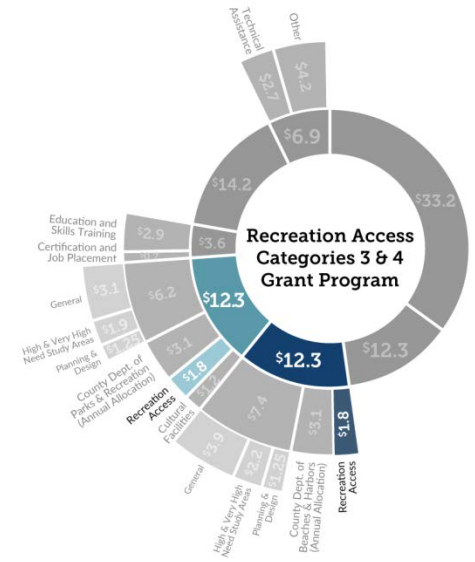 Technical
Assistance
Other
$2.7
$4.2
$6.9
$14.2
$33.2
Recreation Access
Categories 3 & 4
Grant Program
Education and
Skills Training
$2.9
$3.6
Certification and
Job Placement
$12.3
General
$3.1
$6.2
High & Very High
Need Study Areas
$1.9
Planning &
Design
$1.25
County Dept. of
Parks & Recreation
(Annual Allocation)
$3.1
Recreation
Access
$1.8
Cultural
Facilities
$1.2
$12.3
$12.3
General
$3.9
$7.4
High & Very High
Need Study Areas
$2.2
Planning &
Design
$1.25
County Dept. of
Beaches & Harbors
(Annual Allocation)
$3.1
Recreation
Access
$1.8